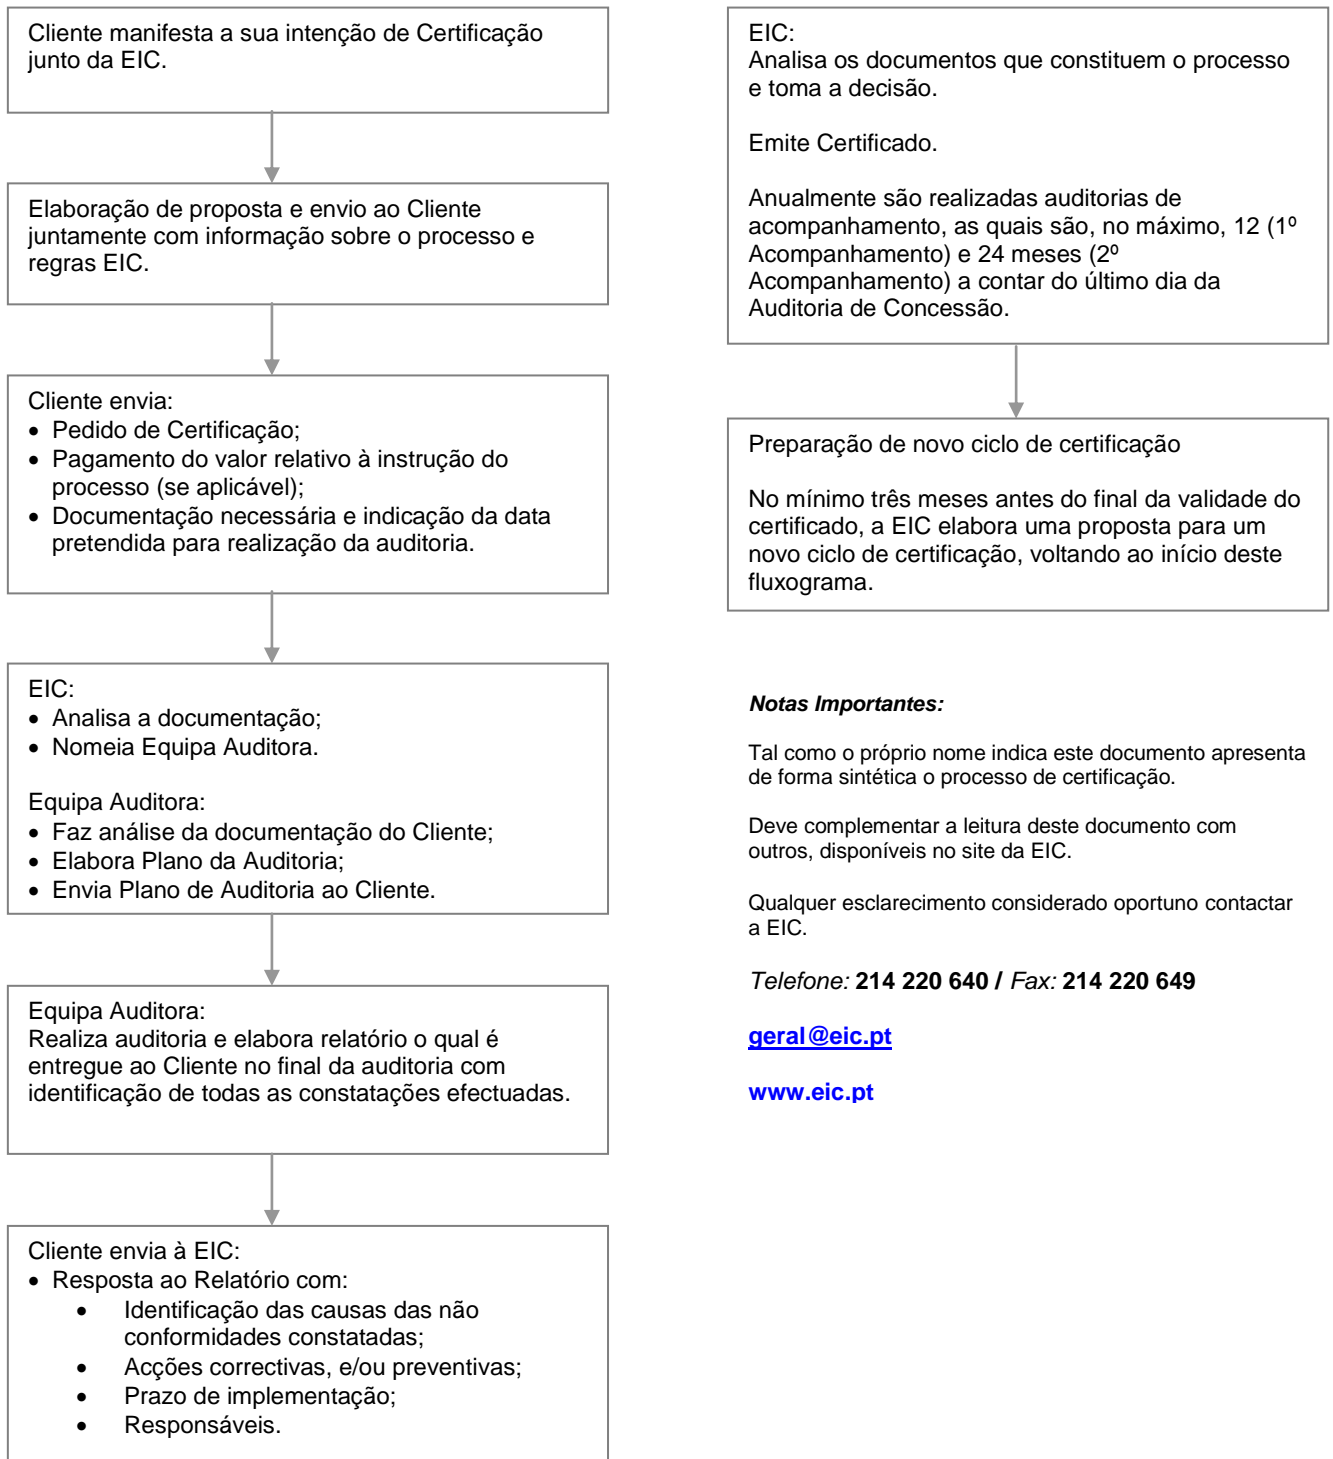 Cliente manifesta a sua intenção de Certificação
junto da EIC.
Elaboração de proposta e envio ao Cliente
juntamente com informação sobre o processo e
regras EIC.
Cliente envia:
• Pedido de Certificação;
• Pagamento do valor relativo à instrução do
processo (se aplicável);
• Documentação necessária e indicação da data
pretendida para realização da auditoria.
EIC:
• Analisa a documentação;
• Nomeia Equipa Auditora.
Equipa Auditora:
• Faz análise da documentação do Cliente;
• Elabora Plano da Auditoria;
• Envia Plano de Auditoria ao Cliente.
Equipa Auditora:
Realiza auditoria e elabora relatório o qual é
entregue ao Cliente no final da auditoria com
identificação de todas as constatações efectuadas.
Cliente envia à EIC:
• Resposta ao Relatório com:
• Identificação das causas das não
conformidades constatadas;
• Acções correctivas, e/ou preventivas;
• Prazo de implementação;
• Responsáveis.
EIC:
Analisa os documentos que constituem o processo
e toma a decisão.
Emite Certificado.
Anualmente são realizadas auditorias de
acompanhamento, as quais são, no máximo, 12 (1º
Acompanhamento) e 24 meses (2º
Acompanhamento) a contar do último dia da
Auditoria de Concessão.
Preparação de novo ciclo de certificação
No mínimo três meses antes do final da validade do
certificado, a EIC elabora uma proposta para um
novo ciclo de certificação, voltando ao início deste
fluxograma.
Notas Importantes:
Tal como o próprio nome indica este documento apresenta
de forma sintética o processo de certificação.
Deve complementar a leitura deste documento com
outros, disponíveis no site da EIC.
Qualquer esclarecimento considerado oportuno contactar
a EIC.
Telefone: 214 220 640 / Fax: 214 220 649
geral@eic.pt
www.eic.pt